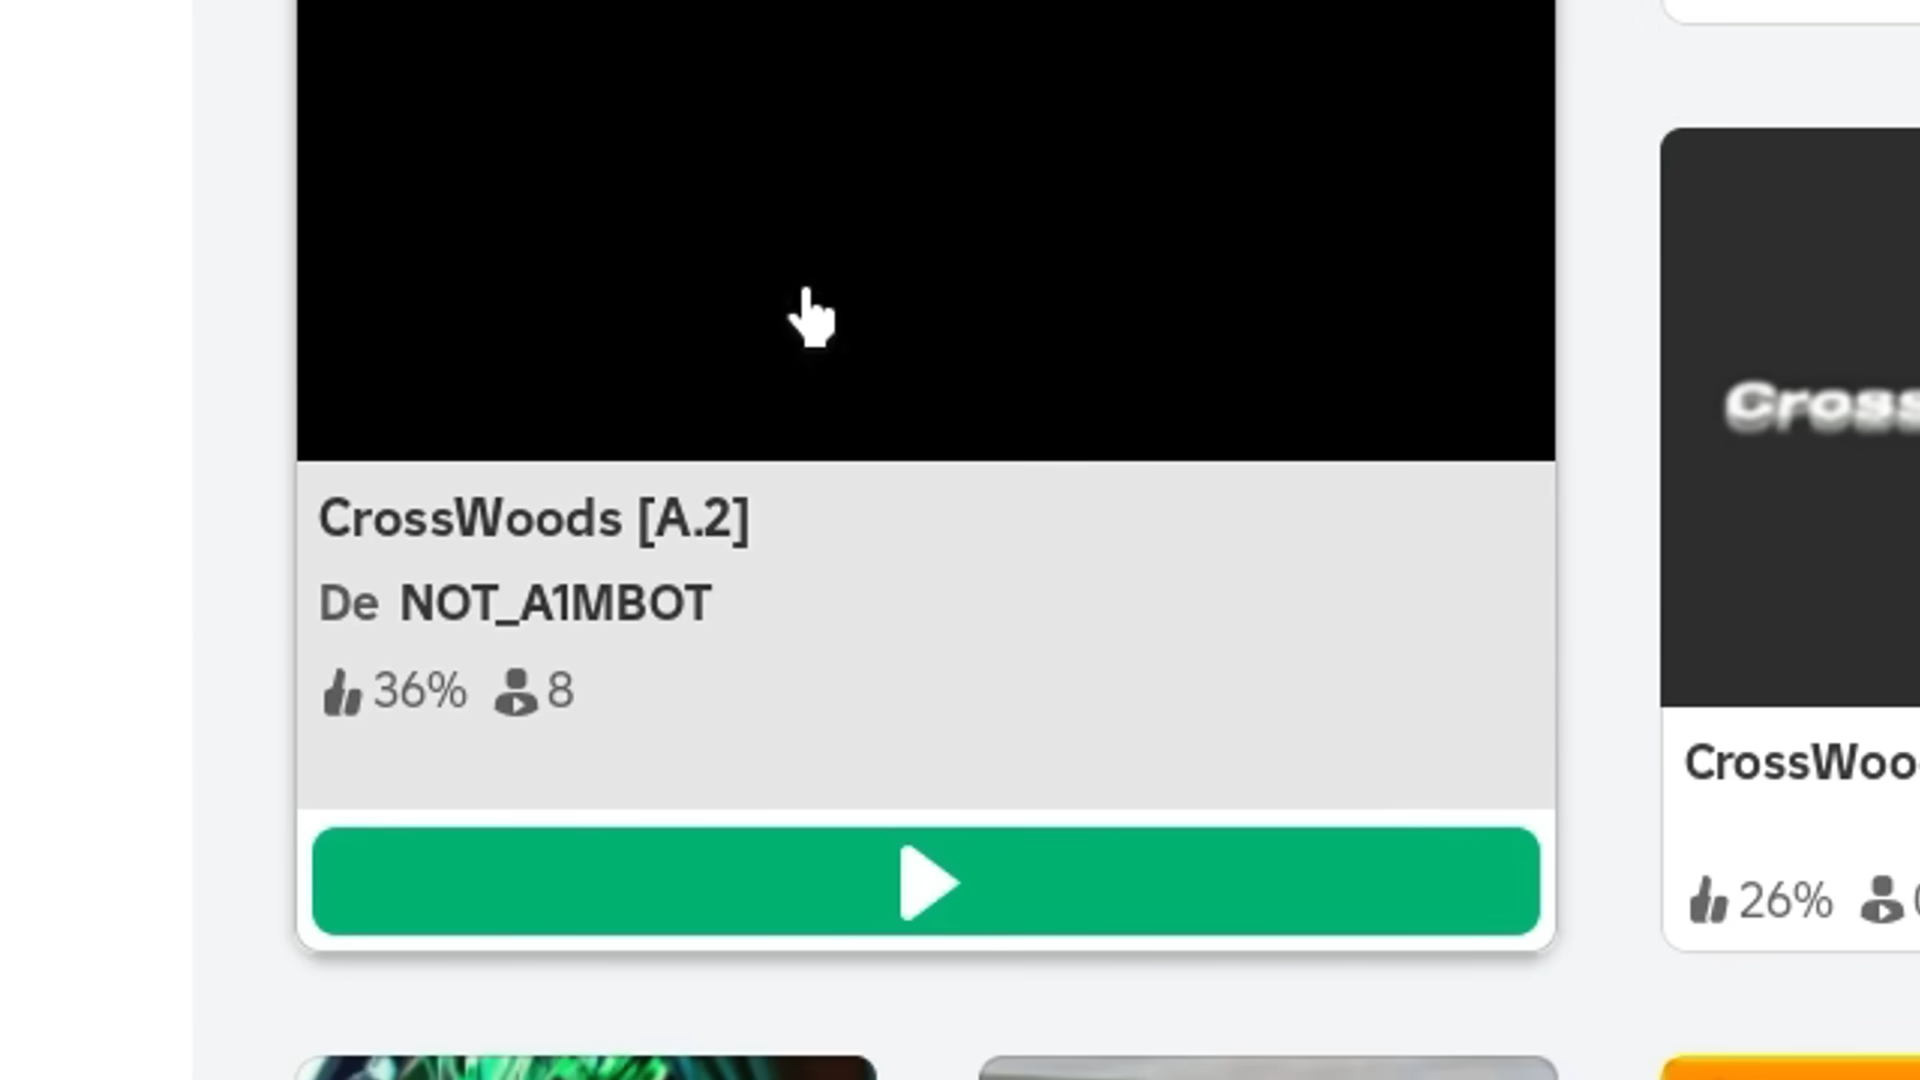 CrossWoods [A.2]
De NOT_A1MBOT
36% 8
Cross
CrossWoo
26%